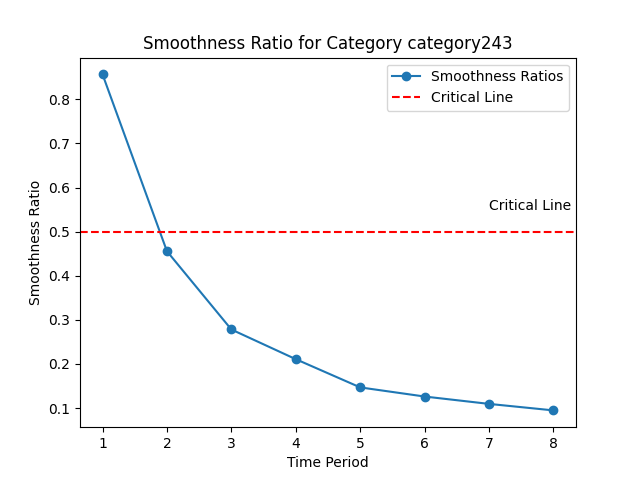 Smoothness Ratio for Category category243
Smoothness Ratios
Critical Line
Critical Line
Smoothness Ratio
0.8
0.7
0.6
0.5
0.4
0.3
0.2
0.1
1 2 3 4 5 6 7 8
Time Period